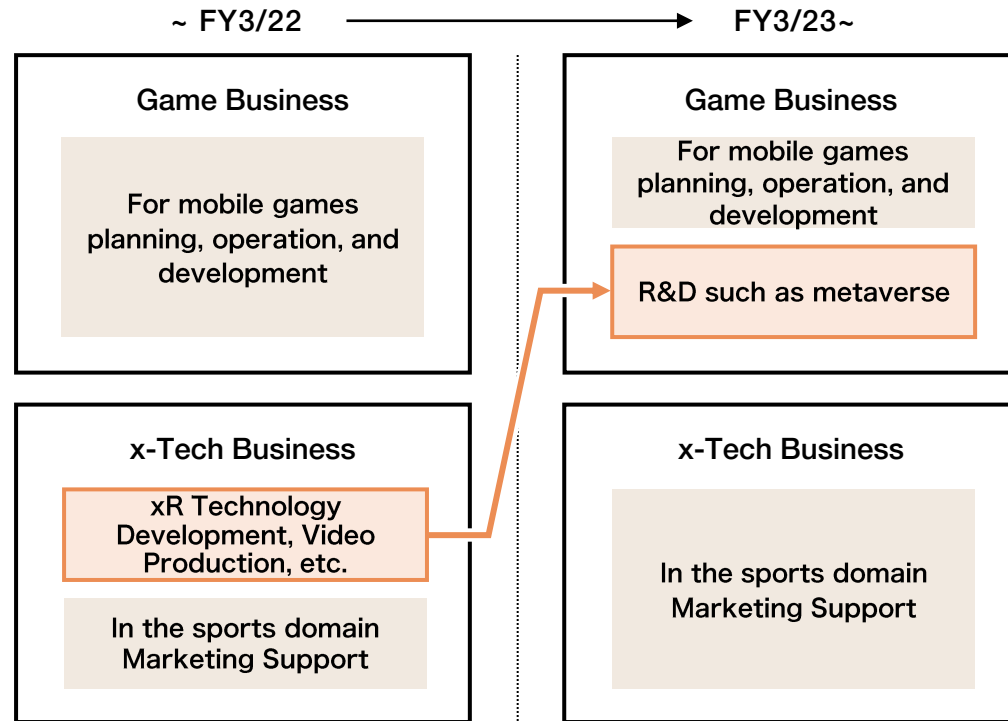 ~ FY3/22
FY3/23~
Game Business
For mobile games
planning, operation, and
development
x-Tech Business
xR Technology
Development, Video
Production, etc.
In the sports domain
Marketing Support
Game Business
For mobile games
planning, operation, and
development
R&D such as metaverse
x-Tech Business
In the sports domain
Marketing Support